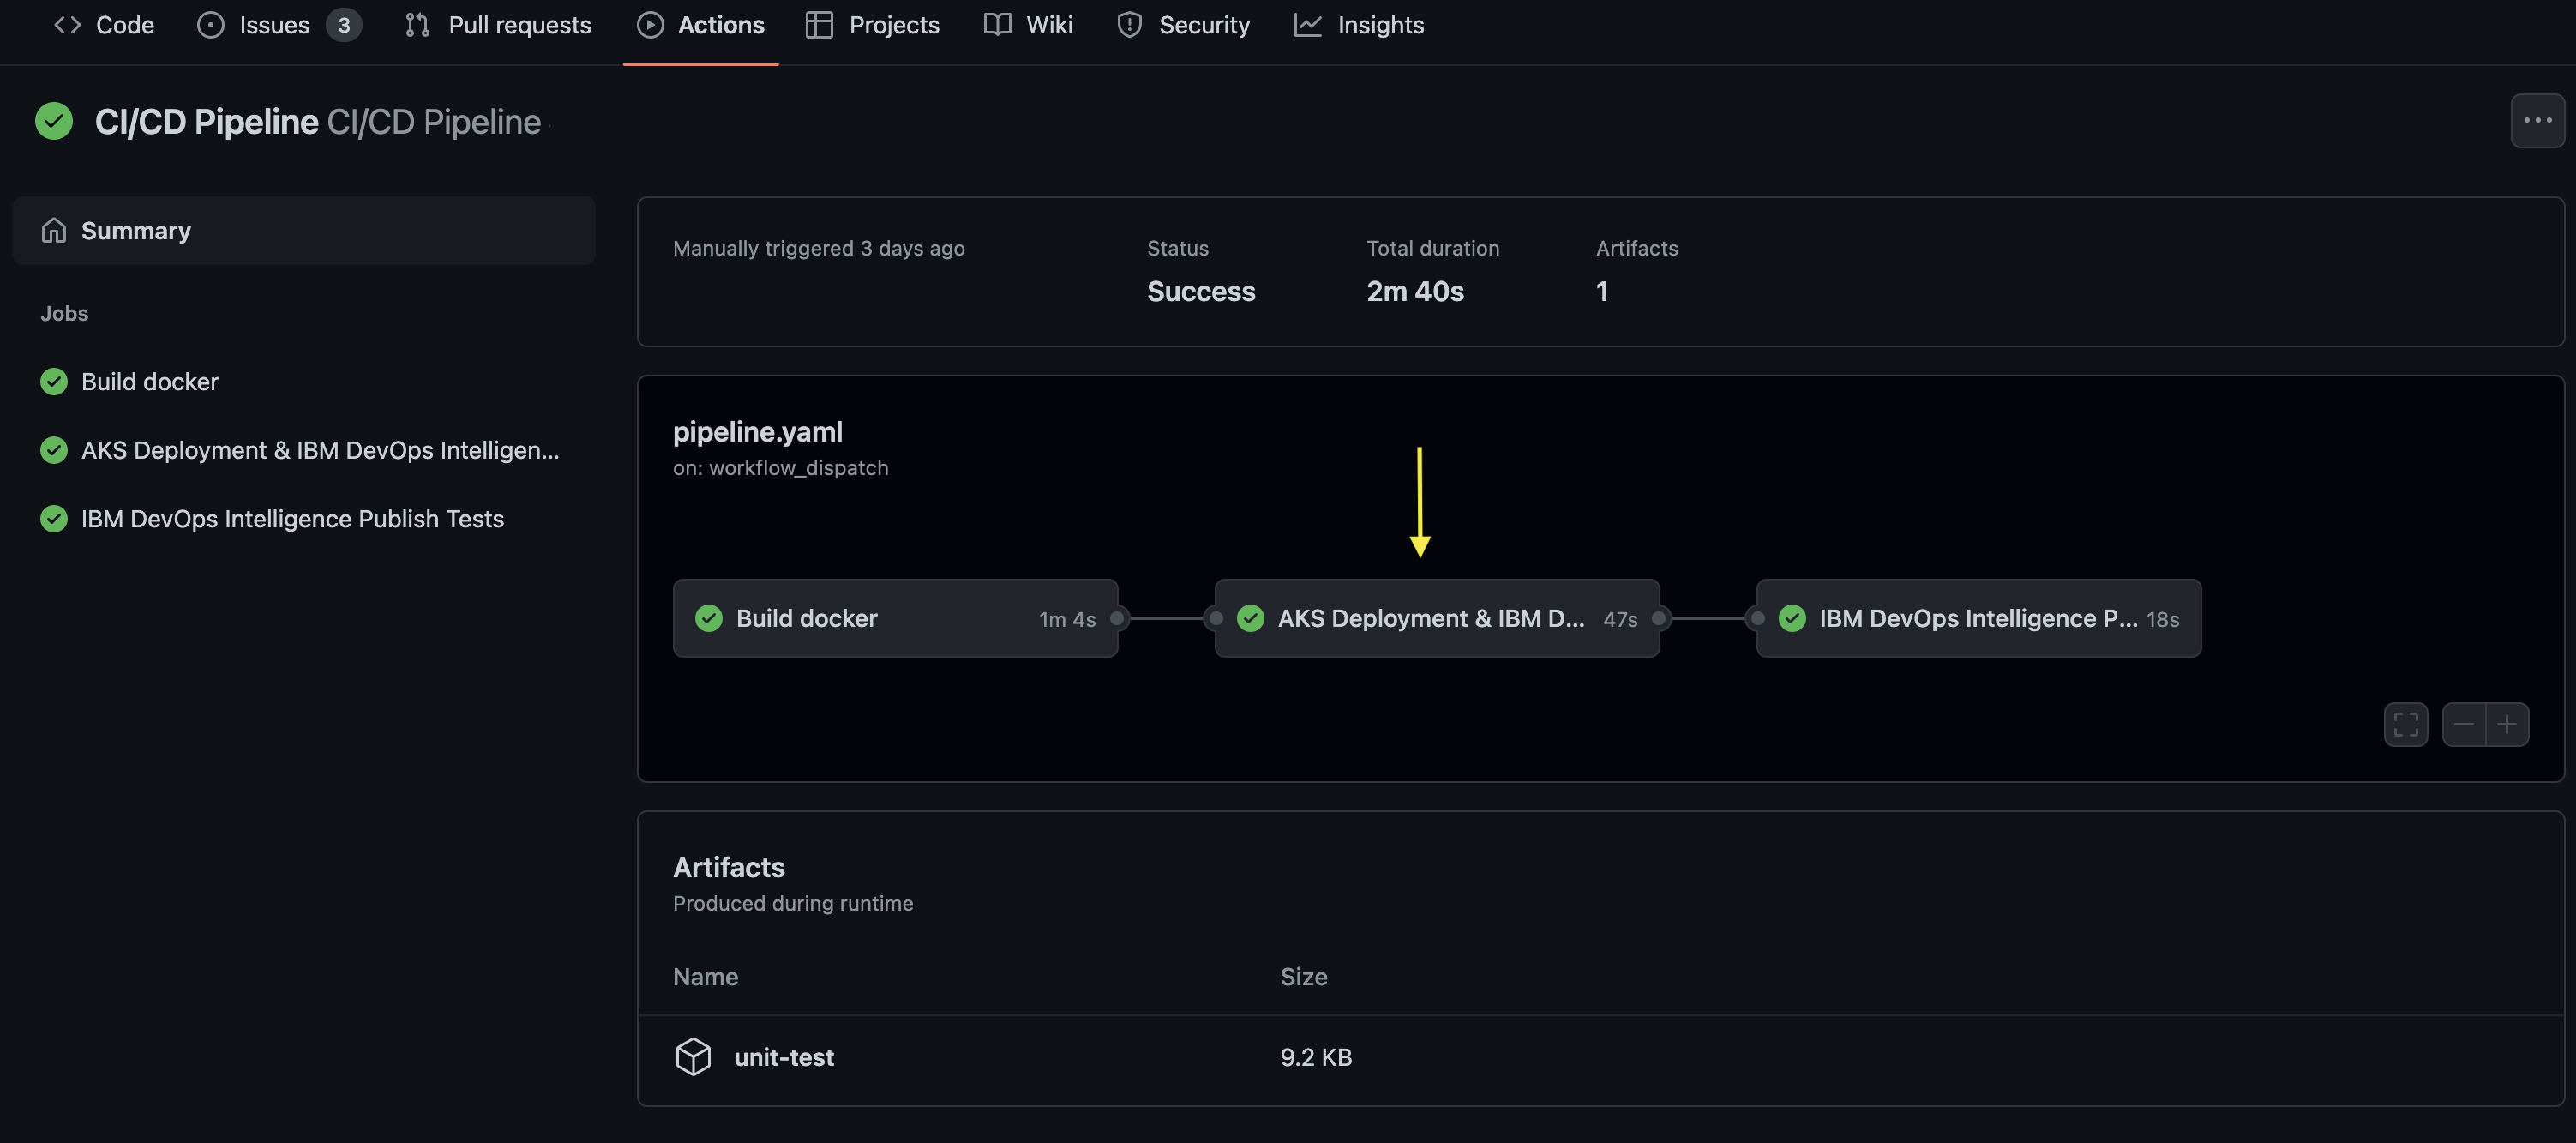 Code Issues 3 Pull requests Actions Projects Wiki Security Insights
CI/CD Pipeline CI/CD Pipeline
Summary
Jobs
Build docker
AKS Deployment & IBM DevOps Intelligen...
IBM DevOps Intelligence Publish Tests
Manually triggered 3 days ago
Status
Success
Total duration
2m 40s
Artifacts
1
pipeline.yaml
on: workflow_dispatch
Build docker 1m 4s
AKS Deployment & IBM D... 47s
IBM DevOps Intelligence P... 18s
Artifacts
Produced during runtime
Name Size
unit-test 9.2 KB